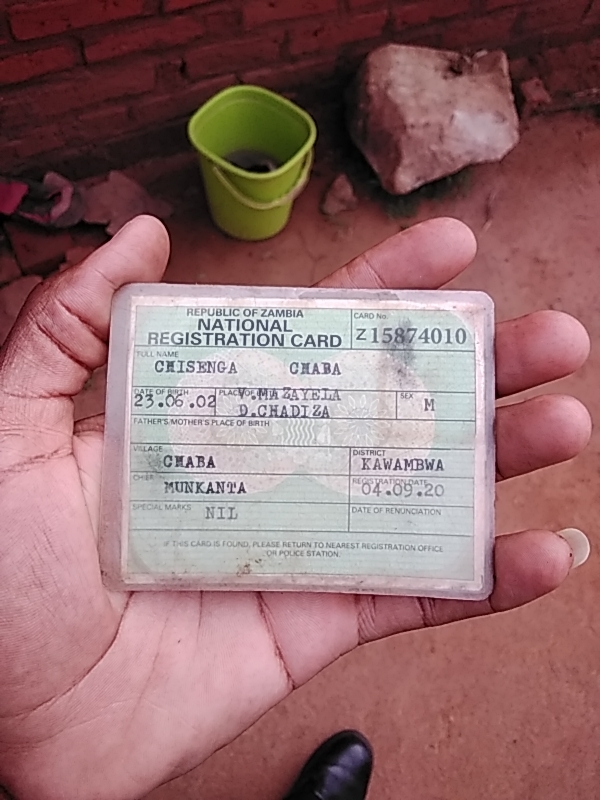 REPUBLIC OF ZAMBIA
NATIONAL
REGISTRATION CARD
CARD No.
Z15874010
FULL NAME
CHISENGA CHABA
DATE OF BIRTH
23.06.02
PLACE OF BIRTH
V.MAZAYELA
D.CHADIZA
SEX
M
FATHER'S/MOTHER'S PLACE OF BIRTH
VILLAGE
CHABA
DISTRICT
KAWAMBWA
CHIEF
MUNKANTA
REGISTRATION DATE
04.09.20
SPECIAL MARKS
NIL
DATE OF RENUNCIATION
IF THIS CARD IS FOUND, PLEASE RETURN TO NEAREST REGISTRATION OFFICE
OR POLICE STATION.